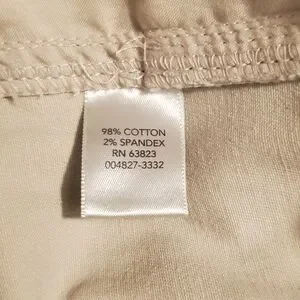 98% COTTON
2% SPANDEX
RN 63823
004827-3332